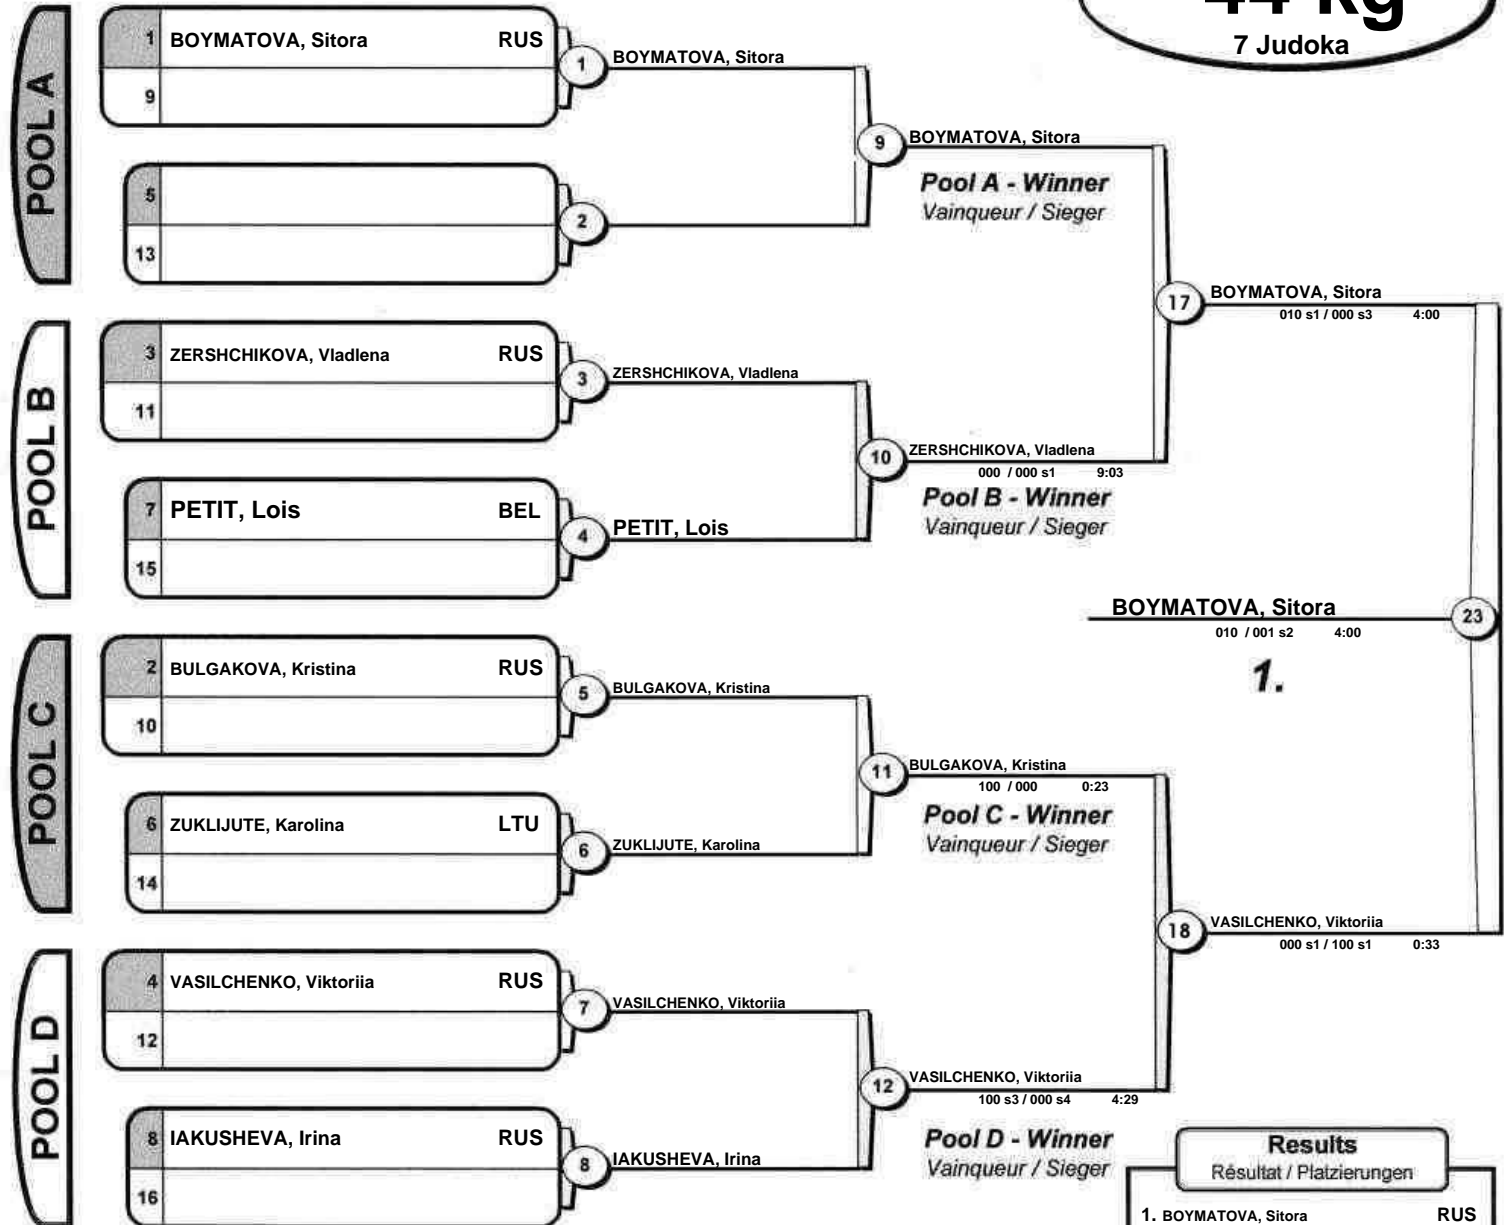 44 kg
7 Judoka
POOL A
1 BOYMATOVA, Sitora RUS
9
5
13
1 BOYMATOVA, Sitora
2
9 BOYMATOVA, Sitora
Pool A - Winner
Vainqueur / Sieger
POOL B
3 ZERSHCHIKOVA, Vladlena RUS
11
7 PETIT, Lois BEL
15
3 ZERSHCHIKOVA, Vladlena
4 PETIT, Lois
10 ZERSHCHIKOVA, Vladlena
000 / 000 s1 9:03
Pool B - Winner
Vainqueur / Sieger
17 BOYMATOVA, Sitora
010 s1 / 000 s3 4:00
BOYMATOVA, Sitora 23
010 / 001 s2 4:00
1.
POOL C
2 BULGAKOVA, Kristina RUS
10
6 ZUKLIJUTE, Karolina LTU
14
5 BULGAKOVA, Kristina
6 ZUKLIJUTE, Karolina
11 BULGAKOVA, Kristina
100 / 000 0:23
Pool C - Winner
Vainqueur / Sieger
18 VASILCHENKO, Viktoriia
000 s1 / 100 s1 0:33
POOL D
4 VASILCHENKO, Viktoriia RUS
12
8 IAKUSHEVA, Irina RUS
16
7 VASILCHENKO, Viktoriia
8 IAKUSHEVA, Irina
12 VASILCHENKO, Viktoriia
100 s3 / 000 s4 4:29
Pool D - Winner
Vainqueur / Sieger
Results
Résultat / Platzierungen
1. BOYMATOVA, Sitora RUS